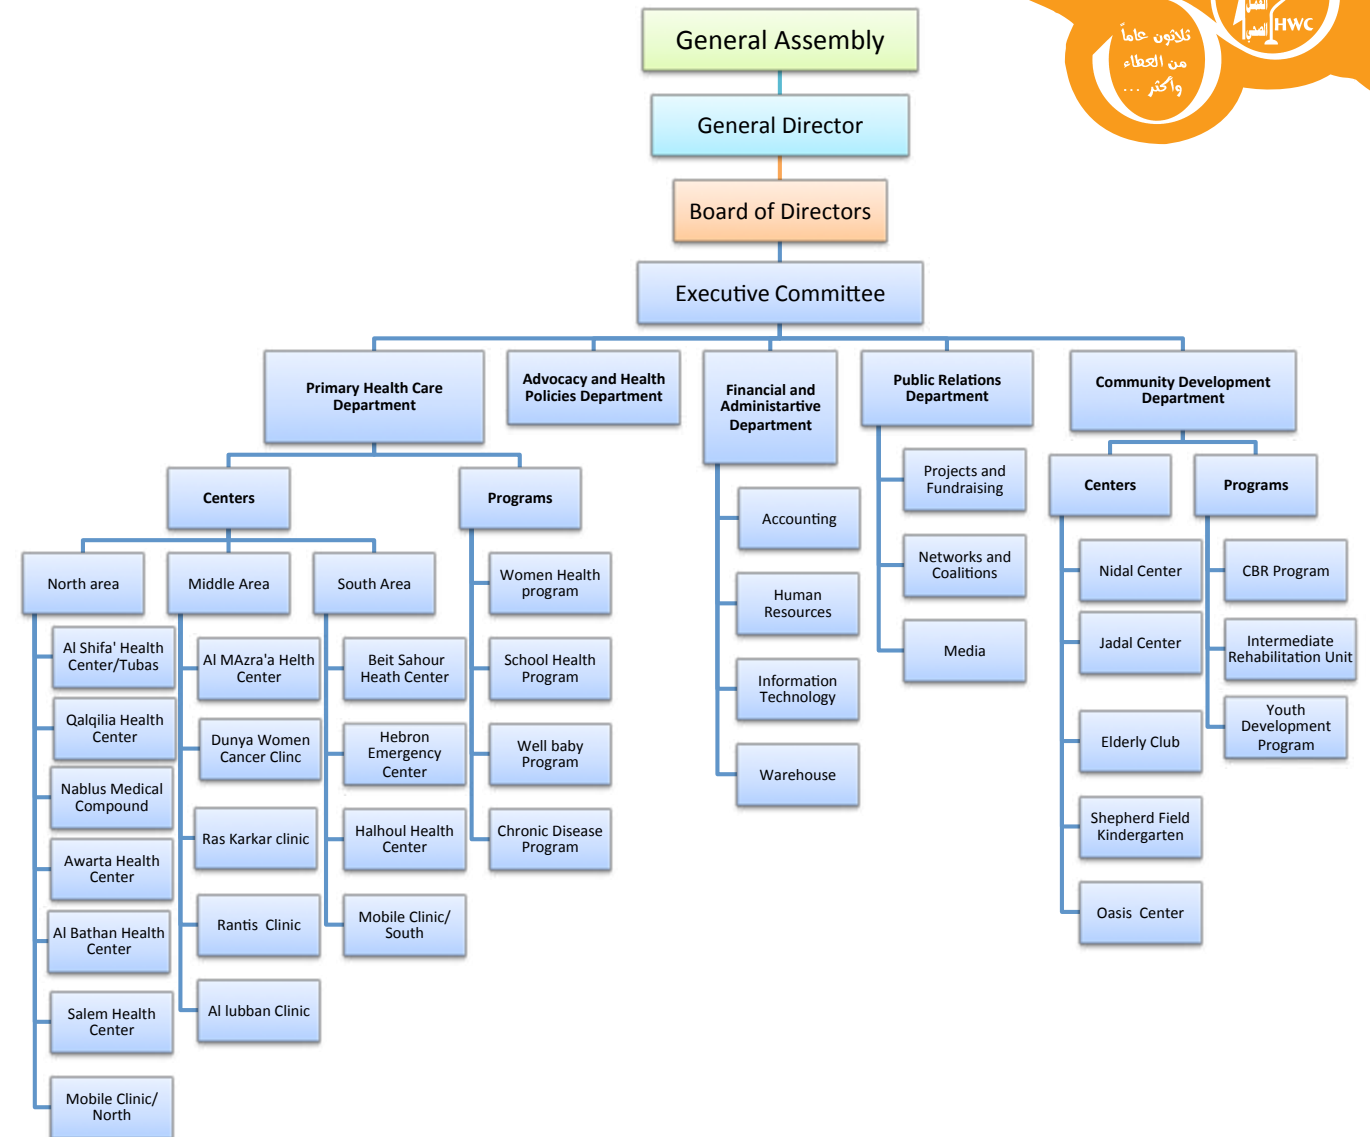 الصحي
HWC
ثلاثون عاماً
من العطاء
وأكثر ...
General Assembly
General Director
Board of Directors
Executive Committee
Primary Health Care
Department
Advocacy and Health
Policies Department
Financial and
Administartive
Department
Public Relations
Department
Community Development
Department
Centers
Programs
North area
Middle Area
South Area
Al Shifa' Health
Center/Tubas
Qalqilia Health
Center
Nablus Medical
Compound
Awarta Health
Center
Al Bathan Health
Center
Salem Health
Center
Mobile Clinic/
North
Al MAzra'a Helth
Center
Dunya Women
Cancer Clinc
Ras Karkar clinic
Rantis Clinic
Al lubban Clinic
Beit Sahour
Heath Center
Hebron
Emergency
Center
Halhoul Health
Center
Mobile Clinic/
South
Women Health
program
School Health
Program
Well baby
Program
Chronic Disease
Program
Accounting
Human
Resources
Information
Technology
Warehouse
Projects and
Fundraising
Networks and
Coalitions
Media
Centers
Programs
Nidal Center
Jadal Center
Elderly Club
Shepherd Field
Kindergarten
Oasis Center
CBR Program
Intermediate
Rehabilitation Unit
Youth
Development
Program